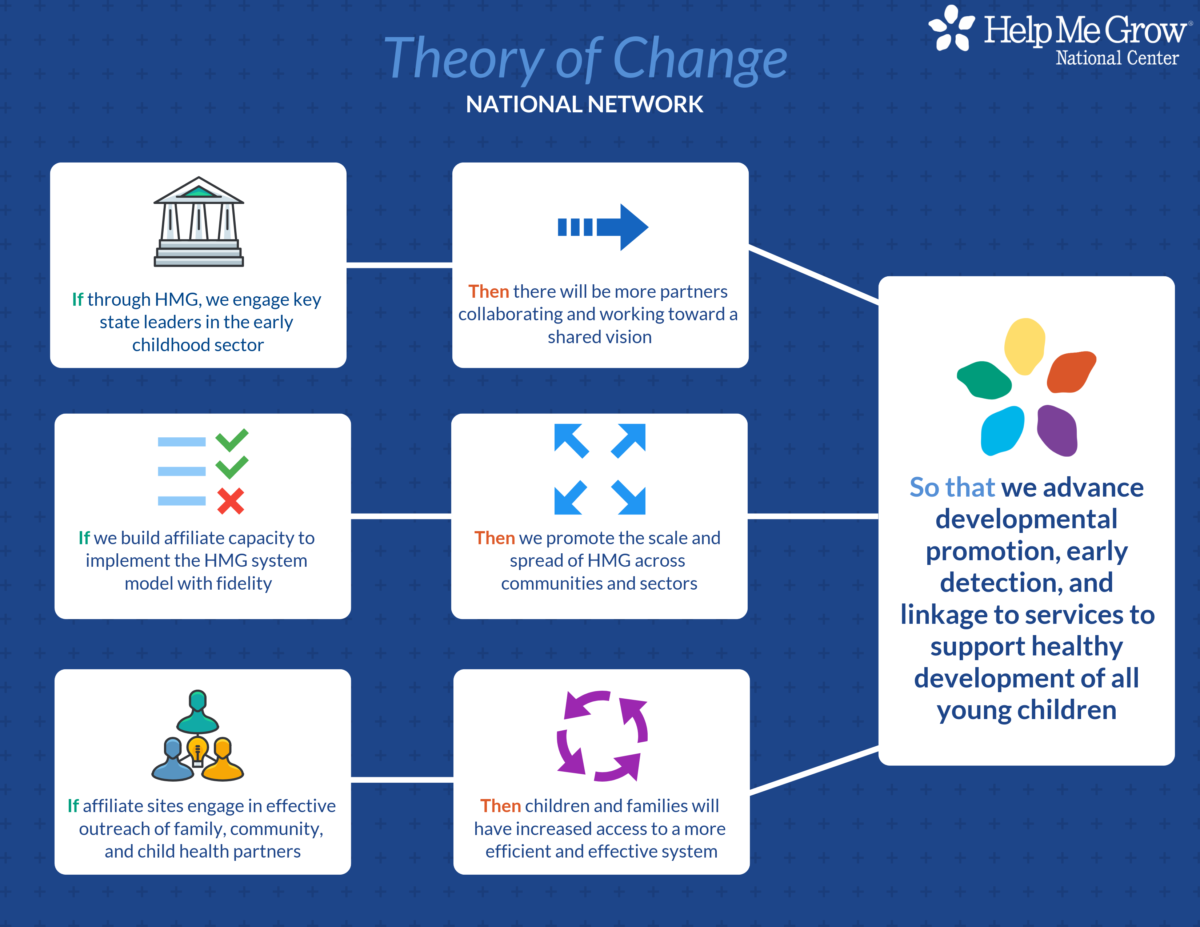 Help Me Grow®
National Center
Theory of Change
NATIONAL NETWORK
If through HMG, we engage key
state leaders in the early
childhood sector
Then there will be more partners
collaborating and working toward a
shared vision
If we build affiliate capacity to
implement the HMG system
model with fidelity
Then we promote the scale and
spread of HMG across
communities and sectors
If affiliate sites engage in effective
outreach of family, community,
and child health partners
Then children and families will
have increased access to a more
efficient and effective system
So that we advance
developmental
promotion, early
detection, and
linkage to services to
support healthy
development of all
young children